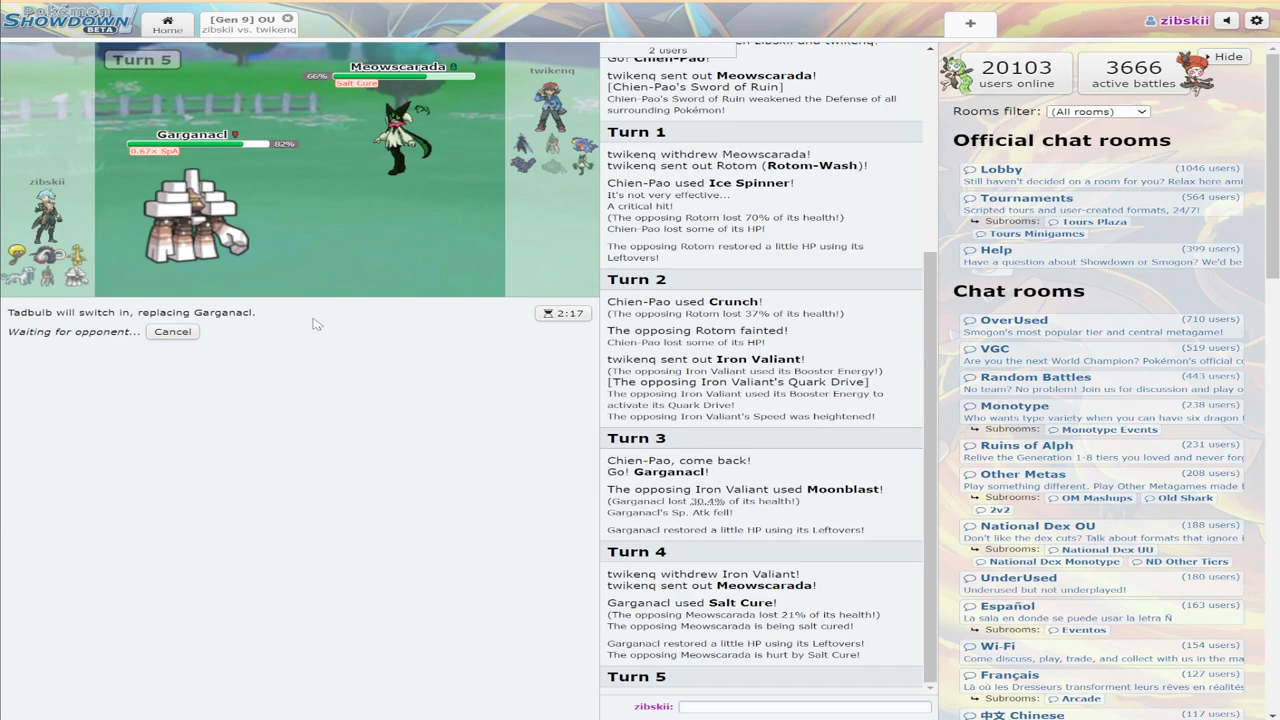 Pokémon
SHOWDOWN!
BETA
Home
[Gen 9] OU
zibskii vs. twikenq
+
zibskii
Turn 5
Meowscarada
66%
Salt Cure
twikenq
Garganacl
82%
0.67× SpA
zibskii
Tadbulb will switch in, replacing Garganacl.
Waiting for opponent... Cancel
2:17
2 users
Go! Chien-Pao!
twikenq sent out Meowscarada!
[Chien-Pao's Sword of Ruin]
Chien-Pao's Sword of Ruin weakened the Defense of all
surrounding Pokémon!
Turn 1
twikenq withdrew Meowscarada!
twikenq sent out Rotom (Rotom-Wash)!
Chien-Pao used Ice Spinner!
It's not very effective...
A critical hit!
(The opposing Rotom lost 70% of its health!)
Chien-Pao lost some of its HP!
The opposing Rotom restored a little HP using its
Leftovers!
Turn 2
Chien-Pao used Crunch!
(The opposing Rotom lost 37% of its health!)
The opposing Rotom fainted!
Chien-Pao lost some of its HP!
twikenq sent out Iron Valiant!
(The opposing Iron Valiant used its Booster Energy!)
[The opposing Iron Valiant's Quark Drive]
The opposing Iron Valiant used its Booster Energy to
activate its Quark Drive!
The opposing Iron Valiant's Speed was heightened!
Turn 3
Chien-Pao, come back!
Go! Garganacl!
The opposing Iron Valiant used Moonblast!
(Garganacl lost 30.4% of its health!)
Garganacl's Sp. Atk fell!
Garganacl restored a little HP using its Leftovers!
Turn 4
twikenq withdrew Iron Valiant!
twikenq sent out Meowscarada!
Garganacl used Salt Cure!
(The opposing Meowscarada lost 21% of its health!)
The opposing Meowscarada is being salt cured!
Garganacl restored a little HP using its Leftovers!
The opposing Meowscarada is hurt by Salt Cure!
Turn 5
zibskii:
20103
users online
3666
active battles
Hide
Rooms filter: (All rooms)
Official chat rooms
Lobby (1046 users)
Still haven't decided on a room for you? Relax here ami
Tournaments (564 users)
Scripted tours and user-created formats, 24/7!
Subrooms: Tours Plaza
Tours Minigames
Help (399 users)
Have a question about Showdown or Smogon? We'd be
Chat rooms
OverUsed (710 users)
Smogon's most popular tier and central metagame!
VGC (519 users)
Are you the next World Champion? Pokémon's official cc
Random Battles (443 users)
No team? No problem! Join us for discussion and play o
Monotype (238 users)
Who wants type variety when you can have six dragon t
Subrooms: Monotype Events
Ruins of Alph (231 users)
Relive the Generation 1-8 tiers you loved and never forg
Other Metas (208 users)
Play something different. Play Other Metagames made l
Subrooms: OM Mashups Old Shark
2v2
National Dex OU (188 users)
Don't like the dex cuts? Talk about formats that ignore i
Subrooms: National Dex UU
National Dex Monotype ND Other Tiers
UnderUsed (180 users)
Underused but not underplayed!
Español (163 users)
La sala en donde se puede usar la letra Ñ
Subrooms: Eventos
Wi-Fi (154 users)
Come discuss, play, trade, and collect with us in the ma
Français (127 users)
Là où les Dresseurs transforment leurs rêves en réalités
Subrooms: Arcade
中文 Chinese (117 users)